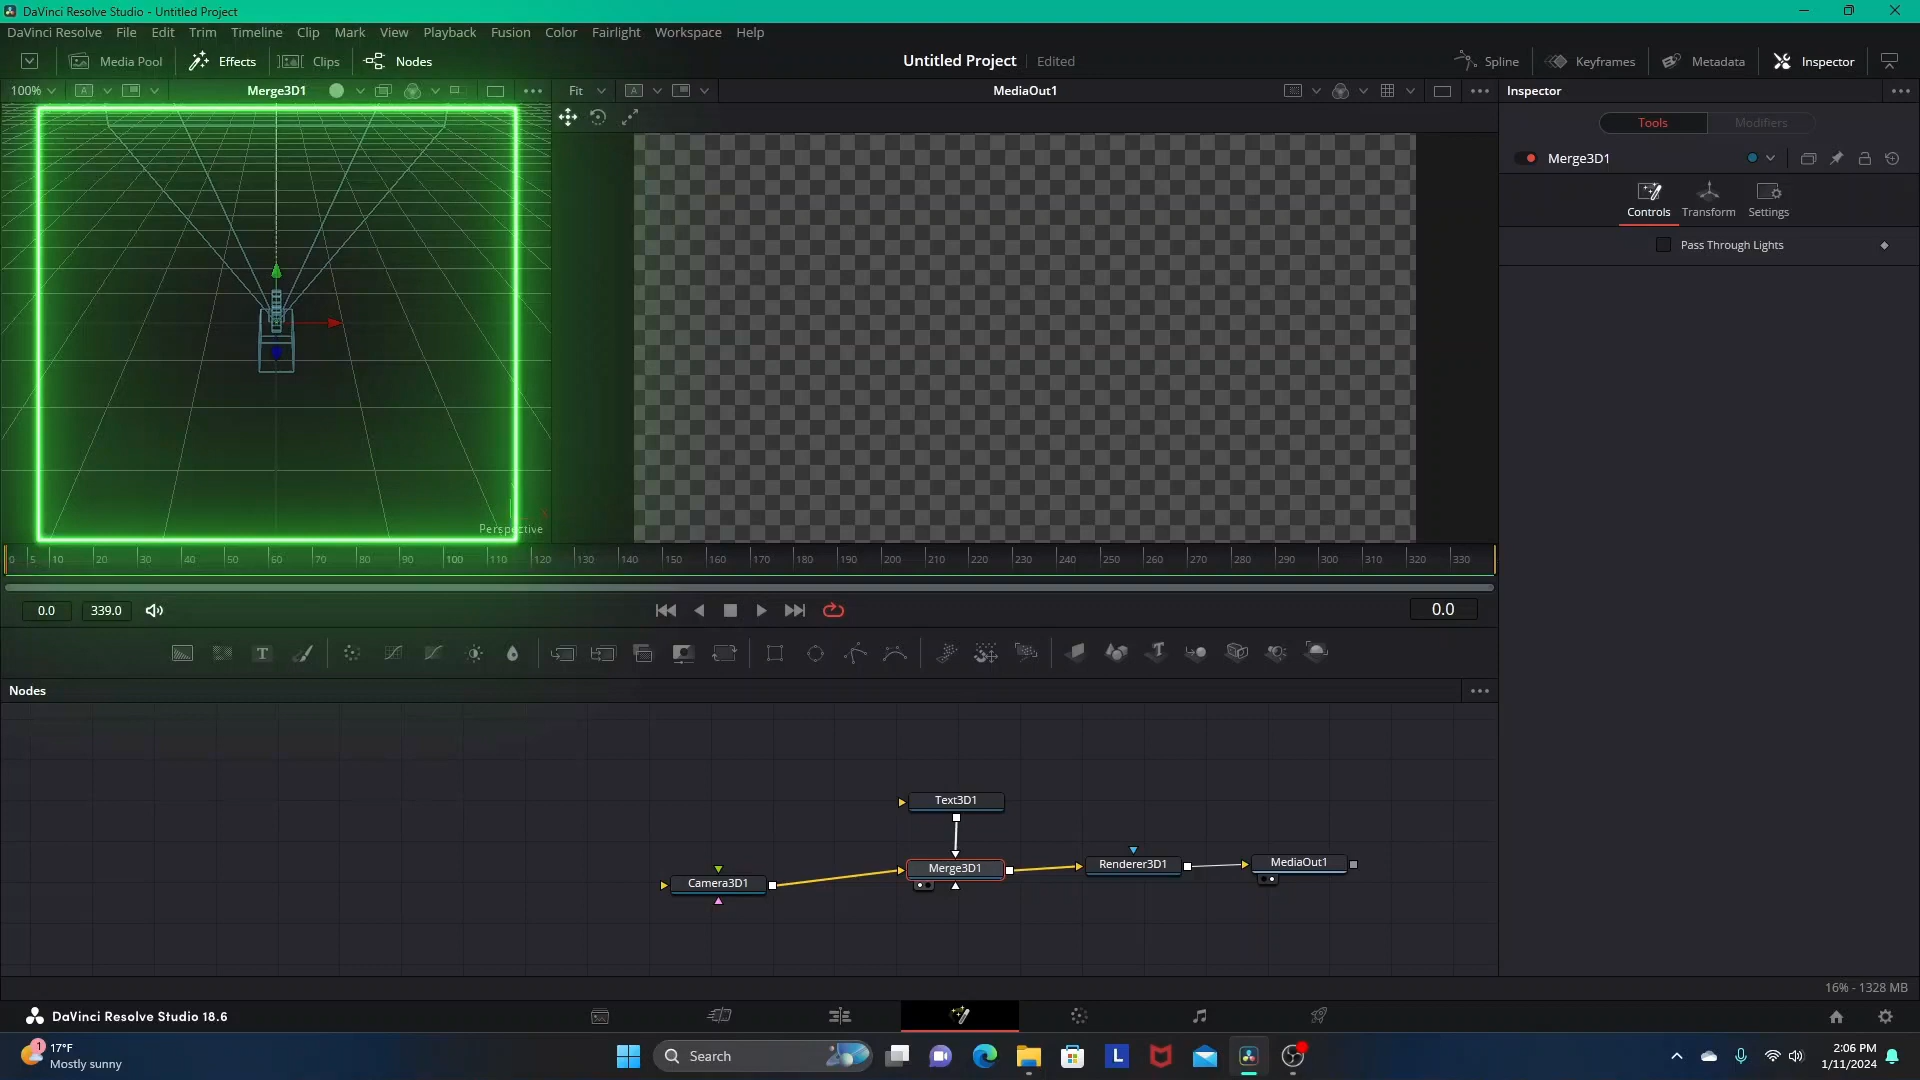 DaVinci Resolve Studio - Untitled Project
DaVinci Resolve File Edit Trim Timeline Clip Mark View Playback Fusion Color Fairlight Workspace Help
Media Pool Effects Clips Nodes Untitled Project Edited Spline Keyframes Metadata Inspector
100% A Merge3D1 Fit A MediaOut1 Inspector
Tools Modifiers
Merge3D1
Controls Transform Settings
Pass Through Lights
Perspective
0 5 10 20 30 40 50 60 70 80 90 100 110 120 130 140 150 160 170 180 190 200 210 220 230 240 250 260 270 280 290 300 310 320 330
0.0 339.0 0.0
T T
Nodes
Text3D1
Merge3D1 Renderer3D1 MediaOut1
Camera3D1
16% - 1328 MB
DaVinci Resolve Studio 18.6
1 17°F
Mostly sunny
Search
L
2:06 PM
1/11/2024